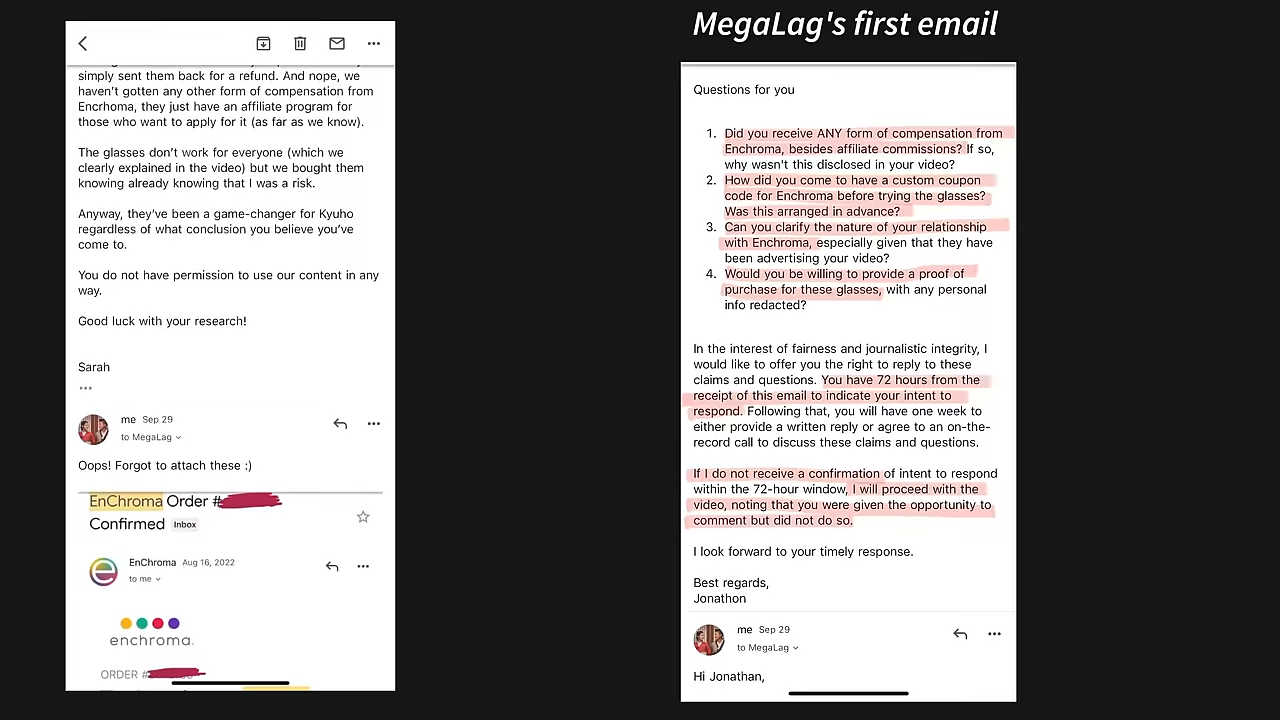 MegaLag's first email
simply sent them back for a refund. And nope, we
haven't gotten any other form of compensation from
Encrhoma, they just have an affiliate program for
those who want to apply for it (as far as we know).
The glasses don't work for everyone (which we
clearly explained in the video) but we bought them
knowing already knowing that I was a risk.
Anyway, they've been a game-changer for Kyuho
regardless of what conclusion you believe you've
come to.
You do not have permission to use our content in any
way.
Good luck with your research!
Sarah
me Sep 29
to MegaLag
Oops! Forgot to attach these :)
EnChroma Order #
Confirmed Inbox
EnChroma Aug 16, 2022
to me
enchroma.
ORDER #
Questions for you
1. Did you receive ANY form of compensation from
Enchroma, besides affiliate commissions? If so,
why wasn't this disclosed in your video?
2. How did you come to have a custom coupon
code for Enchroma before trying the glasses?
Was this arranged in advance?
3. Can you clarify the nature of your relationship
with Enchroma, especially given that they have
been advertising your video?
4. Would you be willing to provide a proof of
purchase for these glasses, with any personal
info redacted?
In the interest of fairness and journalistic integrity, I
would like to offer you the right to reply to these
claims and questions. You have 72 hours from the
receipt of this email to indicate your intent to
respond. Following that, you will have one week to
either provide a written reply or agree to an on-the-
record call to discuss these claims and questions.
If I do not receive a confirmation of intent to respond
within the 72-hour window, I will proceed with the
video, noting that you were given the opportunity to
comment but did not do so.
I look forward to your timely response.
Best regards,
Jonathon
me Sep 29
to MegaLag
Hi Jonathan,